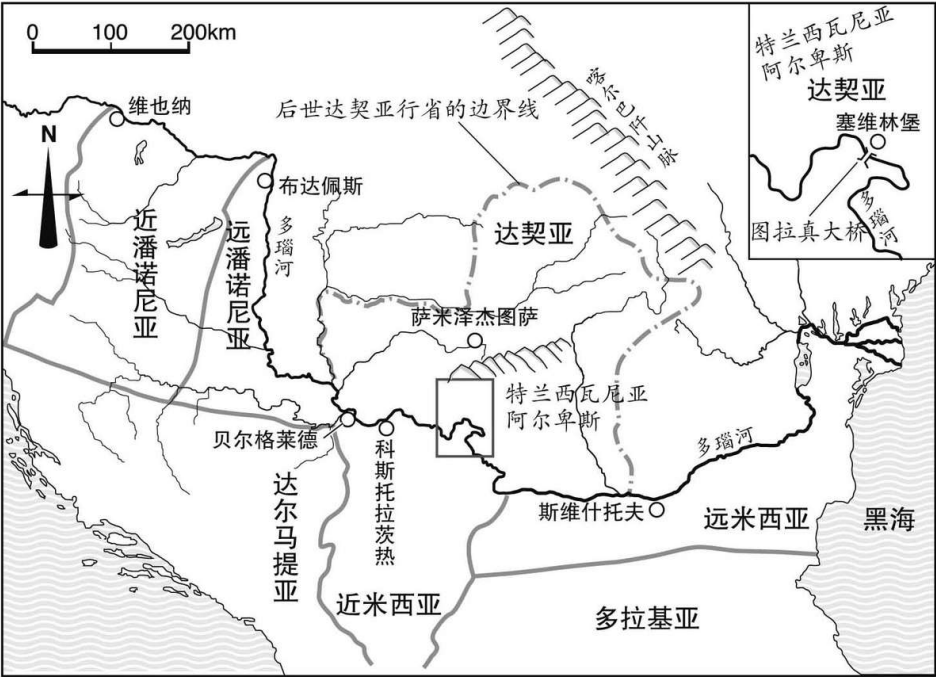 0 100 200km
N
维也纳
布达佩斯
多瑙河
近潘诺尼亚
远潘诺尼亚
后世达契亚行省的边界线
喀尔巴阡山脉
达契亚
萨米泽杰图萨
特兰西瓦尼亚
阿尔卑斯
贝尔格莱德
科斯托拉茨热
达尔马提亚
近米西亚
斯维什托夫
多瑙河
远米西亚
黑海
多拉基亚
特兰西瓦尼亚
阿尔卑斯
达契亚
塞维林堡
图拉真大桥
多瑙河